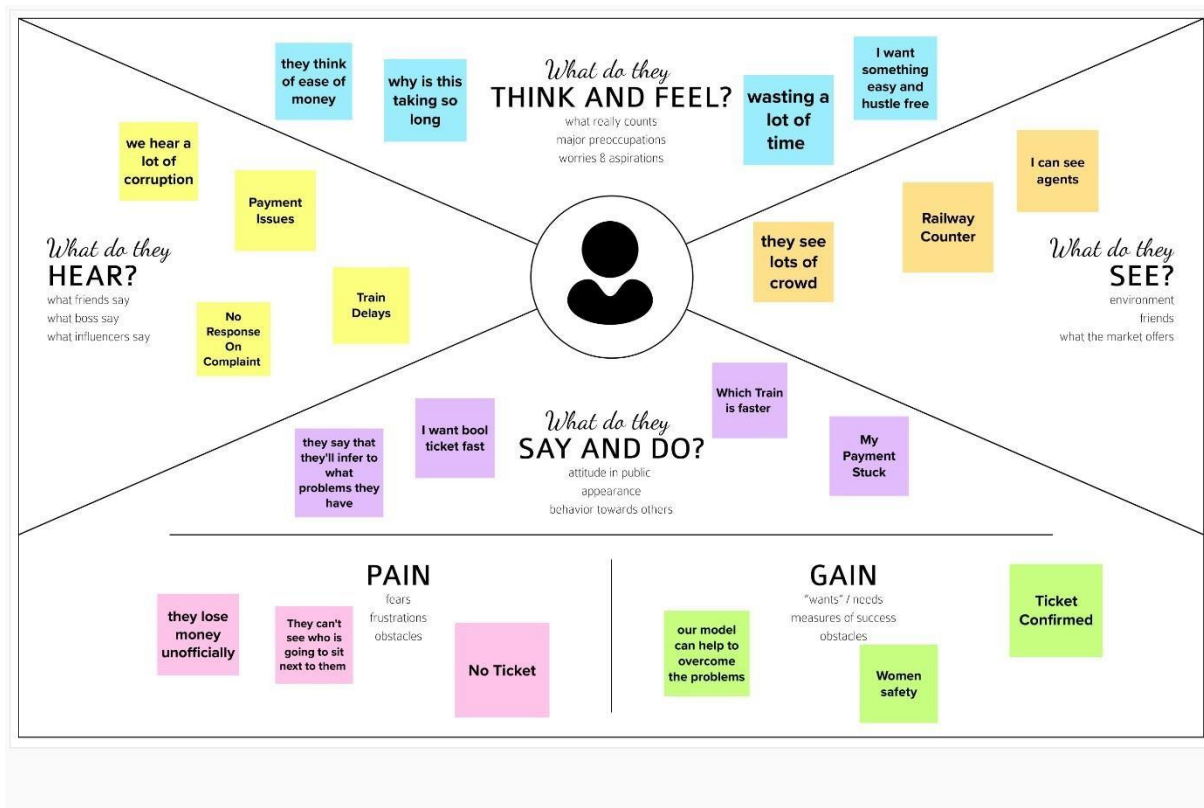 they think
of ease of
money
why is this
taking so
long
What do they
THINK AND FEEL?
what really counts
major preoccupations
worries & aspirations
wasting a
lot of
time
I want
something
easy and
hustle free
we hear a
lot of
corruption
Payment
Issues
What do they
HEAR?
what friends say
what boss say
what influencers say
Train
Delays
No
Response
On
Complaint
they see
lots of
crowd
Railway
Counter
I can see
agents
What do they
SEE?
environment
friends
what the market offers
they say that
they'll infer to
what
problems they
have
I want bool
ticket fast
What do they
SAY AND DO?
attitude in public
appearance
behavior towards others
Which Train
is faster
My
Payment
Stuck
PAIN
fears
frustrations
obstacles
they lose
money
unofficially
They can't
see who is
going to sit
next to them
No Ticket
GAIN
"wants" / needs
measures of success
obstacles
our model
can help to
overcome
the problems
Women
safety
Ticket
Confirmed